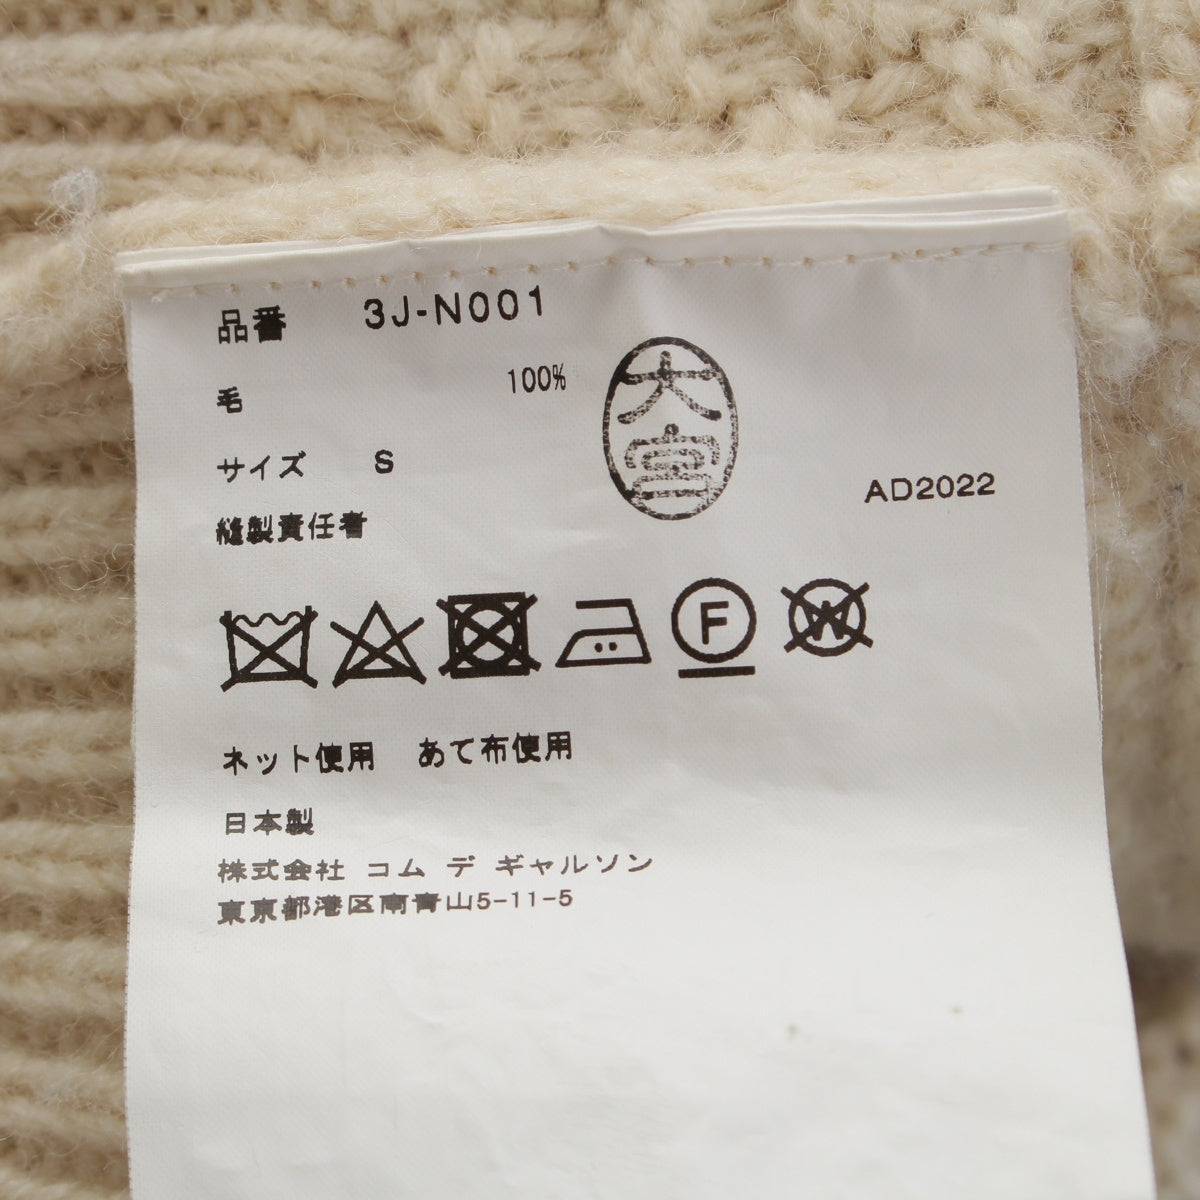 品番 3J-N001
毛 100%
大宮
サイズ S
AD2022
縫製責任者
F
W
ネット使用 あて布使用
日本製
株式会社 コム デ ギャルソン
東京都港区南青山5-11-5